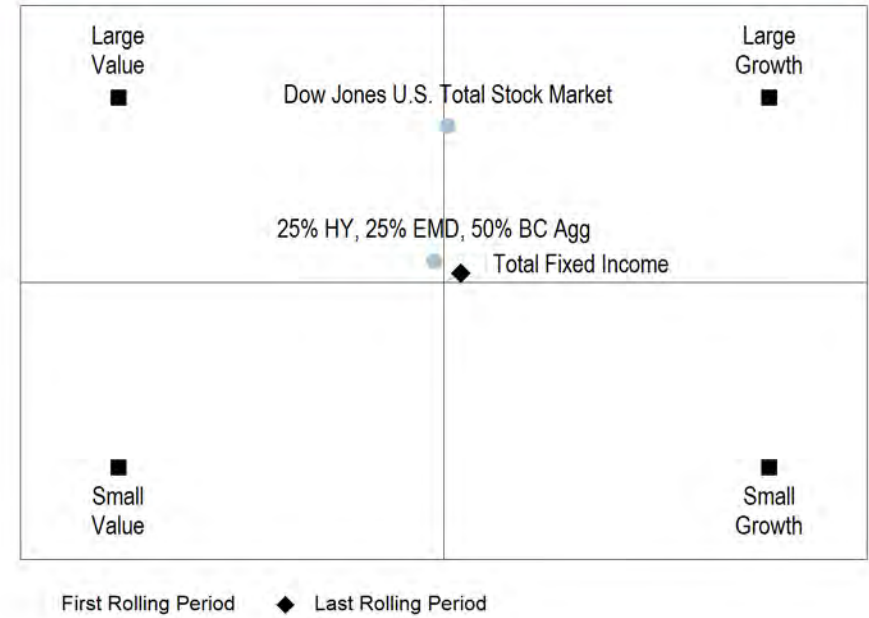 Large
Value
Large
Growth
Dow Jones U.S. Total Stock Market
25% HY, 25% EMD, 50% BC Agg
Total Fixed Income
Small
Value
Small
Growth
First Rolling Period
Last Rolling Period